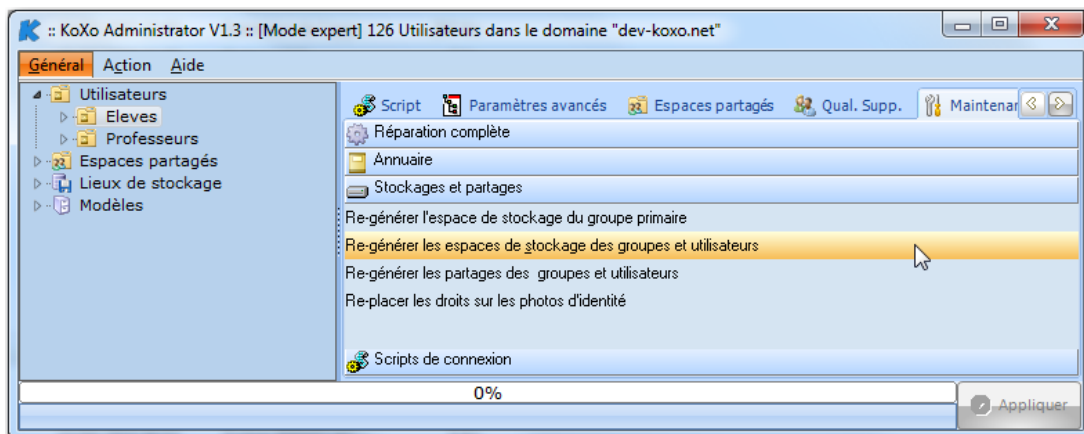 :: KoXo Administrator V1.3 :: [Mode expert] 126 Utilisateurs dans le domaine "dev-koxo.net"
Général Action Aide
Utilisateurs
Eleves
Professeurs
Espaces partagés
Lieux de stockage
Modèles
Script Paramètres avancés Espaces partagés Qual. Supp. Maintenar
Réparation complète
Annuaire
Stockages et partages
Re-générer l'espace de stockage du groupe primaire
Re-générer les espaces de stockage des groupes et utilisateurs
Re-générer les partages des groupes et utilisateurs
Re-placer les droits sur les photos d'identité
Scripts de connexion
0%
Appliquer